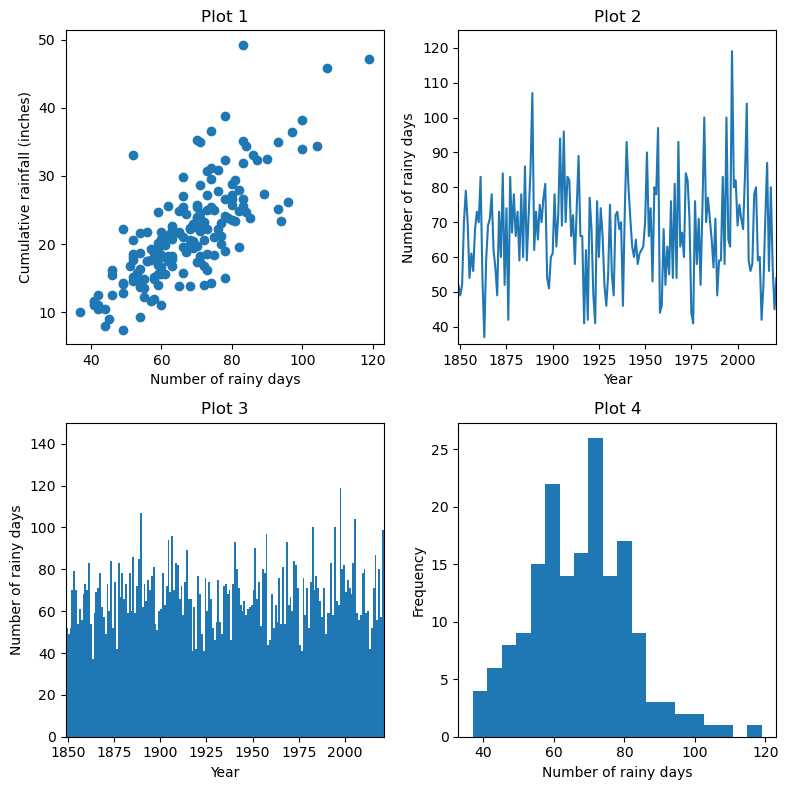 Plot 1
50
40
30
20
10
Cumulative rainfall (inches)
40 60 80 100 120
Number of rainy days
Plot 2
120
110
100
90
80
70
60
50
40
Number of rainy days
1850 1875 1900 1925 1950 1975 2000
Year
Plot 3
140
120
100
80
60
40
20
0
Number of rainy days
1850 1875 1900 1925 1950 1975 2000
Year
Plot 4
25
20
15
10
5
0
Frequency
40 60 80 100 120
Number of rainy days